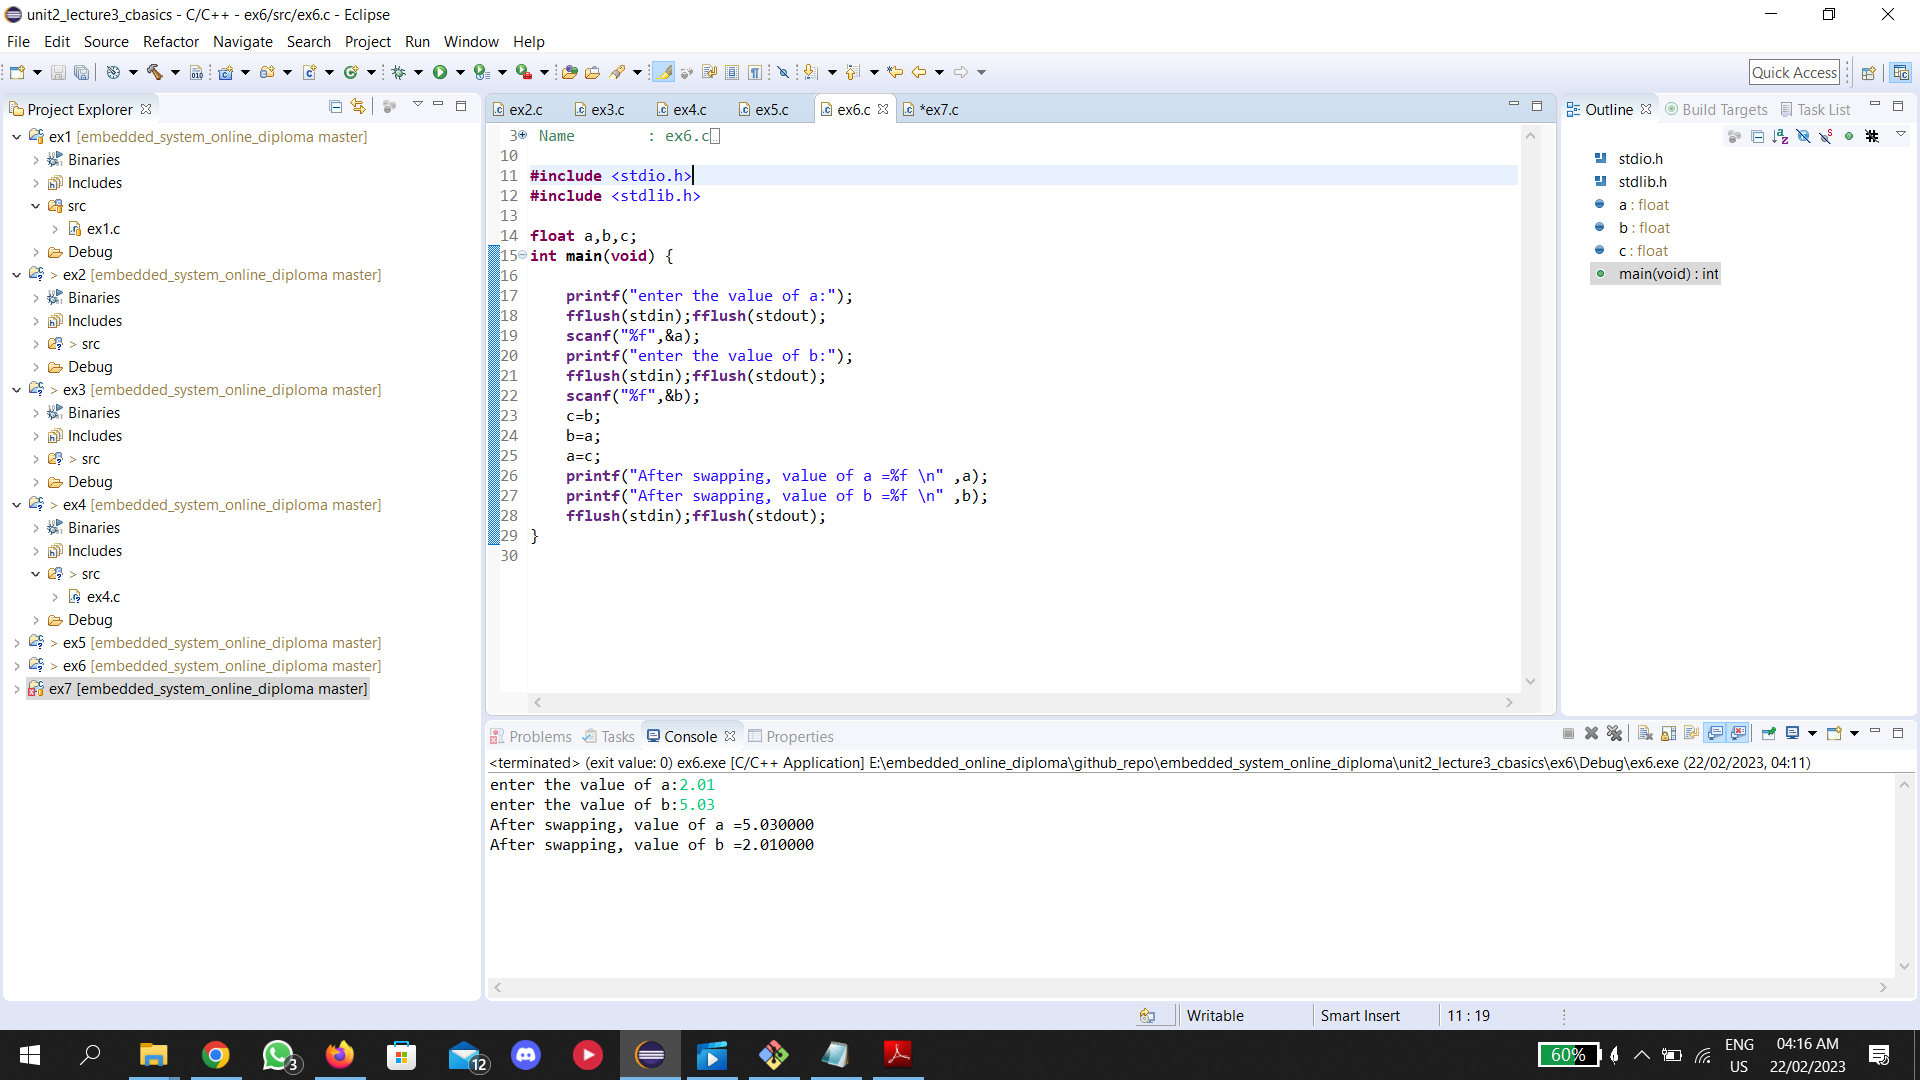 unit2_lecture3_cbasics - C/C++ - ex6/src/ex6.c - Eclipse
File Edit Source Refactor Navigate Search Project Run Window Help
Quick Access
Project Explorer
ex1 [embedded_system_online_diploma master]
Binaries
Includes
src
ex1.c
Debug
> ex2 [embedded_system_online_diploma master]
Binaries
Includes
> src
Debug
> ex3 [embedded_system_online_diploma master]
Binaries
Includes
> src
Debug
> ex4 [embedded_system_online_diploma master]
Binaries
Includes
> src
ex4.c
Debug
> ex5 [embedded_system_online_diploma master]
> ex6 [embedded_system_online_diploma master]
ex7 [embedded_system_online_diploma master]
ex2.c ex3.c ex4.c ex5.c ex6.c *ex7.c
3 Name : ex6.c
10
11 #include <stdio.h>
12 #include <stdlib.h>
13
14 float a,b,c;
15 int main(void) {
16
17 printf("enter the value of a:");
18 fflush(stdin);fflush(stdout);
19 scanf("%f",&a);
20 printf("enter the value of b:");
21 fflush(stdin);fflush(stdout);
22 scanf("%f",&b);
23 c=b;
24 b=a;
25 a=c;
26 printf("After swapping, value of a =%f \n" ,a);
27 printf("After swapping, value of b =%f \n" ,b);
28 fflush(stdin);fflush(stdout);
29 }
30
Outline Build Targets Task List
stdio.h
stdlib.h
a : float
b : float
c : float
main(void) : int
Problems Tasks Console Properties
<terminated> (exit value: 0) ex6.exe [C/C++ Application] E:\embedded_online_diploma\github_repo\embedded_system_online_diploma\unit2_lecture3_cbasics\ex6\Debug\ex6.exe (22/02/2023, 04:11)
enter the value of a:2.01
enter the value of b:5.03
After swapping, value of a =5.030000
After swapping, value of b =2.010000
Writable Smart Insert 11 : 19
3
12
60%
ENG
US
04:16 AM
22/02/2023